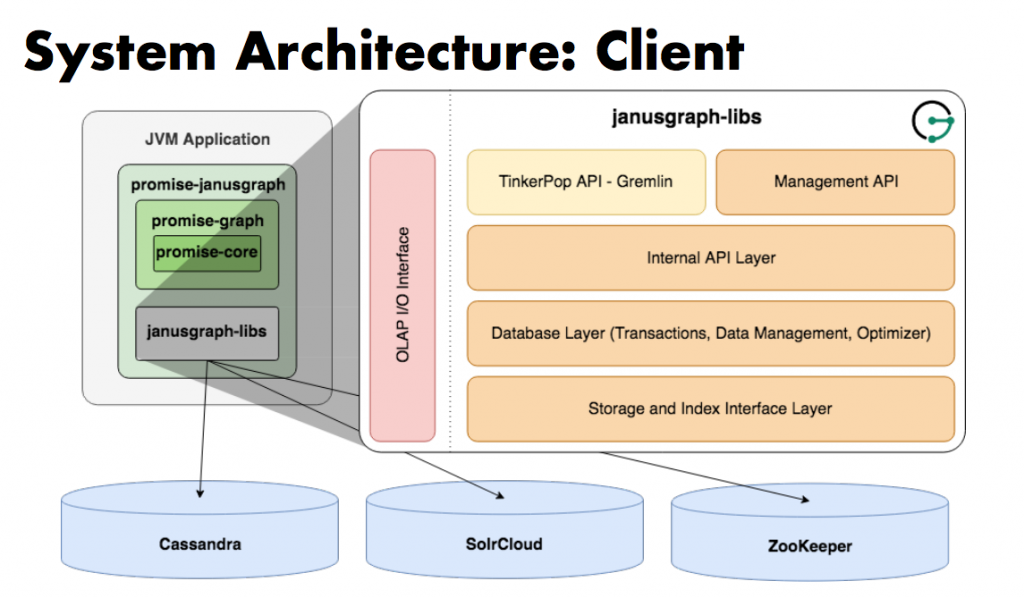 System Architecture: Client
JVM Application
promise-janusgraph
promise-graph
promise-core
janusgraph-libs
janusgraph-libs
OLAP I/O Interface
TinkerPop API - Gremlin
Management API
Internal API Layer
Database Layer (Transactions, Data Management, Optimizer)
Storage and Index Interface Layer
Cassandra
SolrCloud
ZooKeeper